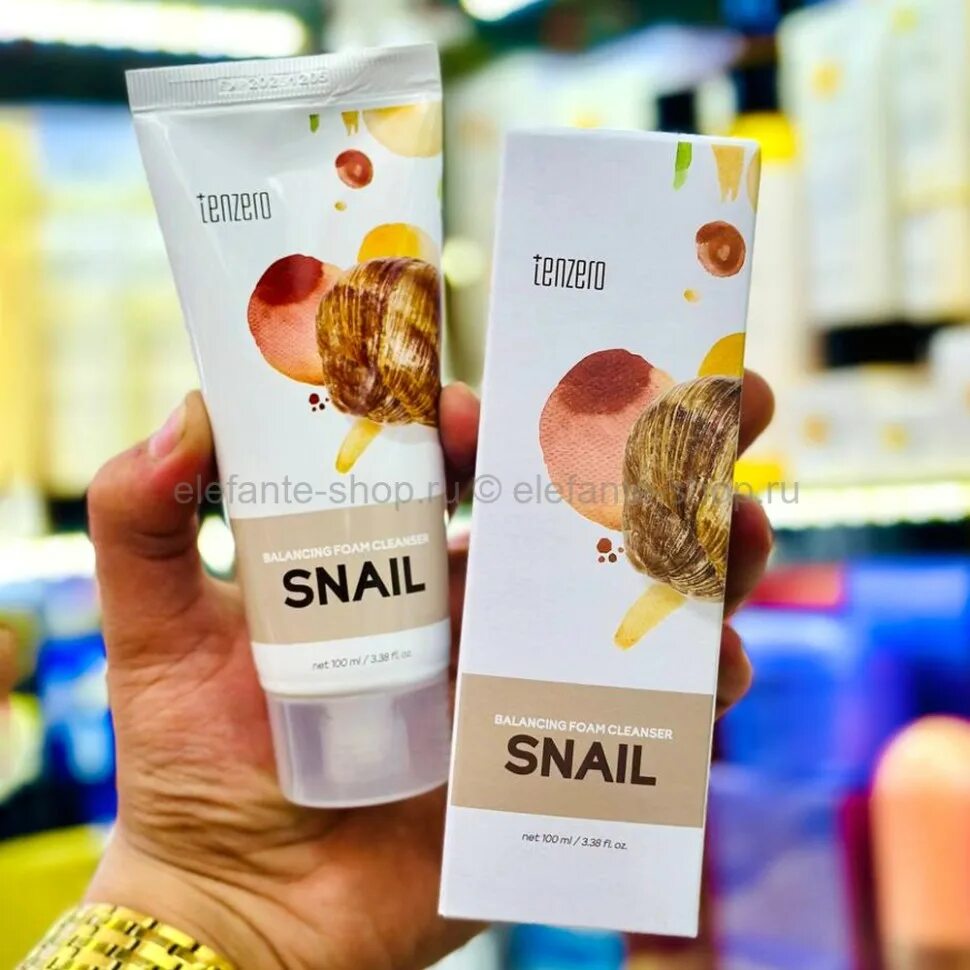 tenzero
BALANCING FOAM CLEANSER
SNAIL
net 100 ml / 3.38 fl. oz.
tenzero
BALANCING FOAM CLEANSER
SNAIL
net 100 ml / 3.38 fl. oz.
elefante-shop.ru © elefante-shop.ru